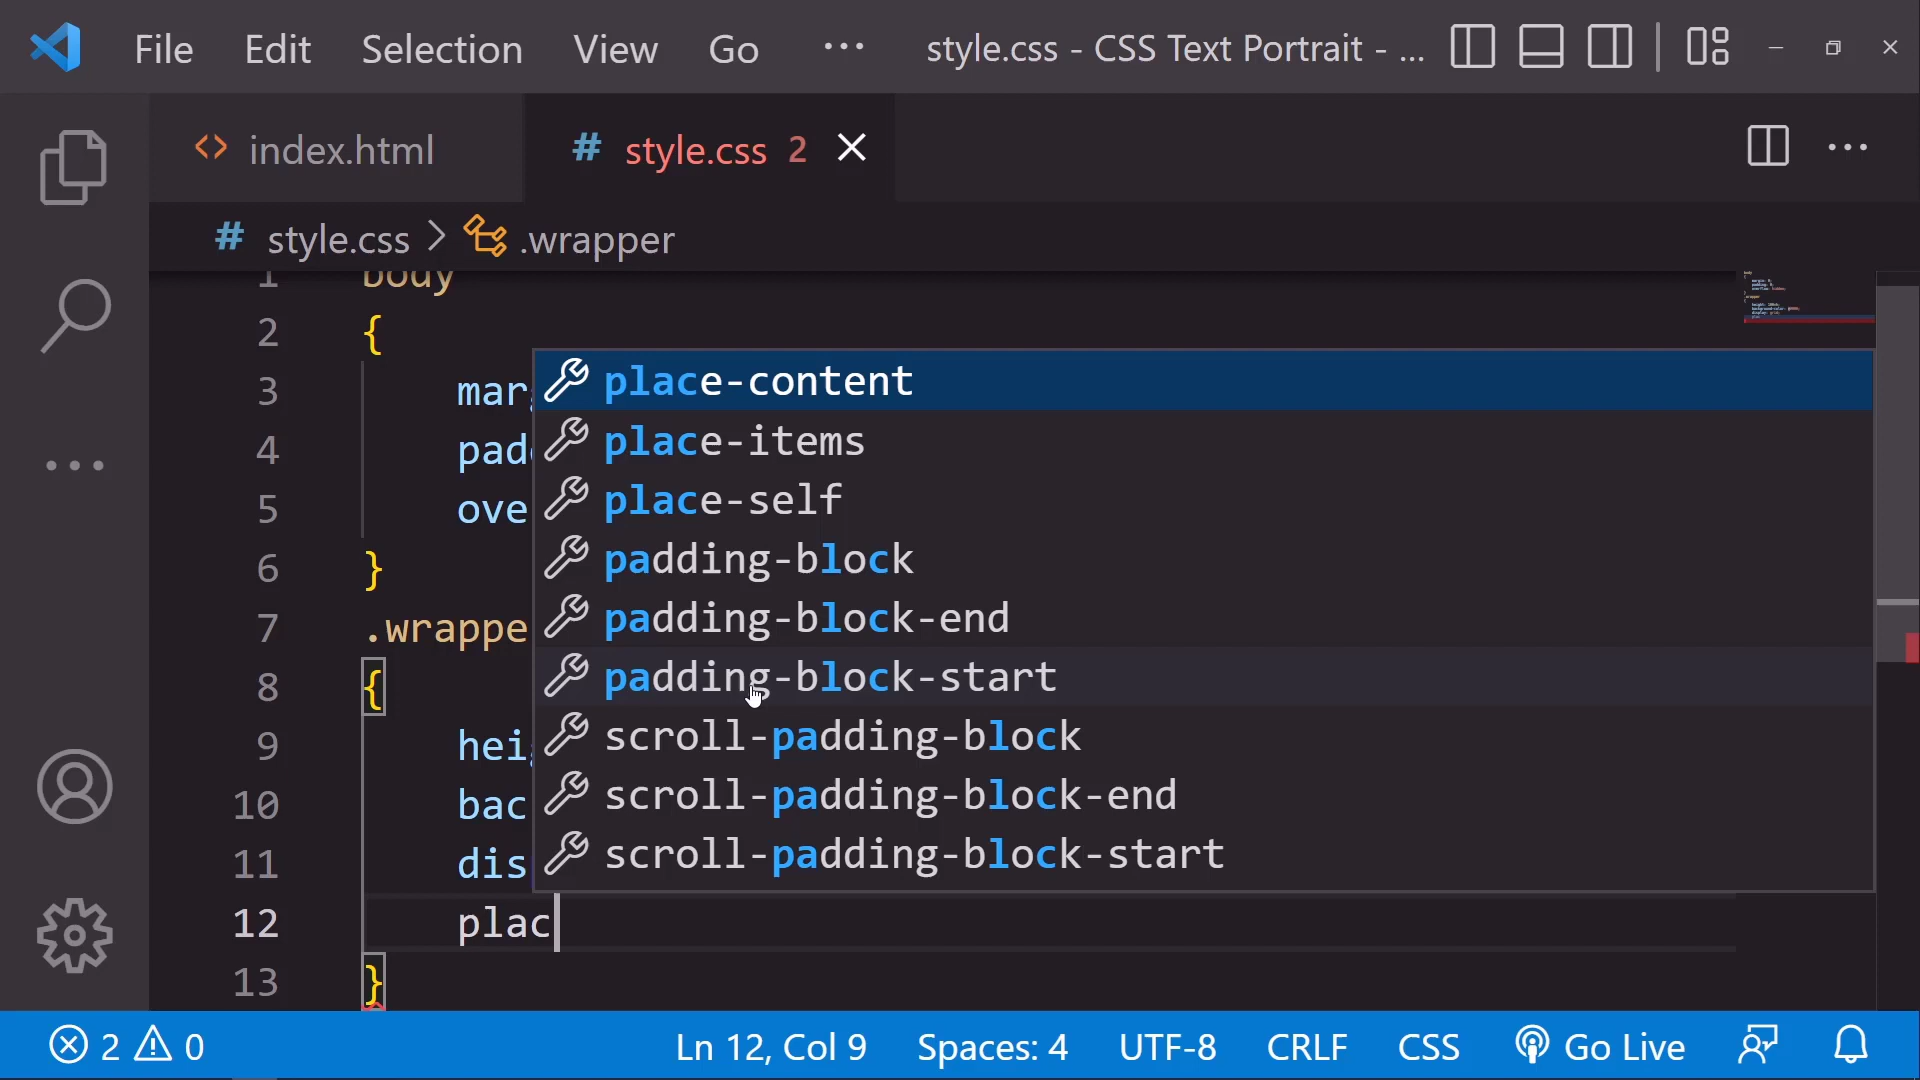 File Edit Selection View Go ··· style.css - CSS Text Portrait - ...
<> index.html # style.css 2
# style.css > .wrapper
1 body
2 {
place-content
3 mar
place-items
4 pad
place-self
5 ove
padding-block
6 }
padding-block-end
7 .wrappe
padding-block-start
8 {
scroll-padding-block
9 hei
scroll-padding-block-end
10 bac
scroll-padding-block-start
11 dis
12 plac
13 }
2 0 Ln 12, Col 9 Spaces: 4 UTF-8 CRLF CSS Go Live